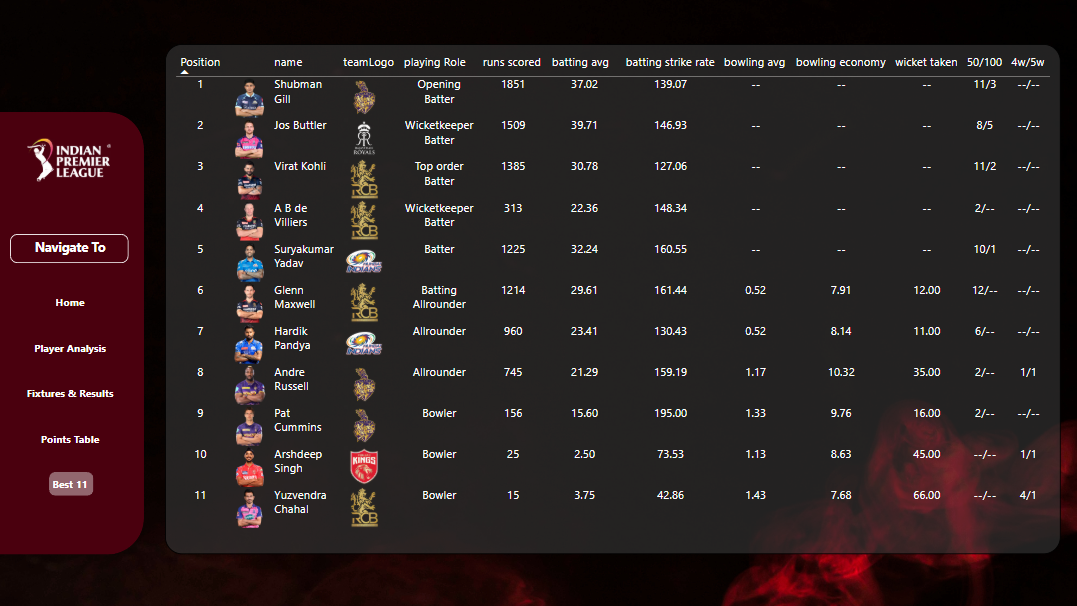 INDIAN
PREMIER
LEAGUE
Navigate To
Home
Player Analysis
Fixtures & Results
Points Table
Best 11
Position name teamLogo playing Role runs scored batting avg batting strike rate bowling avg bowling economy wicket taken 50/100 4w/5w
1 Shubman Gill Opening Batter 1851 37.02 139.07 -- -- -- 11/3 --/--
2 Jos Buttler ROYALS Wicketkeeper Batter 1509 39.71 146.93 -- -- -- 8/5 --/--
3 Virat Kohli RCB Top order Batter 1385 30.78 127.06 -- -- -- 11/2 --/--
4 A B de Villiers RCB Wicketkeeper Batter 313 22.36 148.34 -- -- -- 2/-- --/--
5 Suryakumar Yadav INDIANS Batter 1225 32.24 160.55 -- -- -- 10/1 --/--
6 Glenn Maxwell RCB Batting Allrounder 1214 29.61 161.44 0.52 7.91 12.00 12/-- --/--
7 Hardik Pandya INDIANS Allrounder 960 23.41 130.43 0.52 8.14 11.00 6/-- --/--
8 Andre Russell Allrounder 745 21.29 159.19 1.17 10.32 35.00 2/-- 1/1
9 Pat Cummins Bowler 156 15.60 195.00 1.33 9.76 16.00 2/-- --/--
10 Arshdeep Singh KINGS Bowler 25 2.50 73.53 1.13 8.63 45.00 --/-- 1/1
11 Yuzvendra Chahal RCB Bowler 15 3.75 42.86 1.43 7.68 66.00 --/-- 4/1